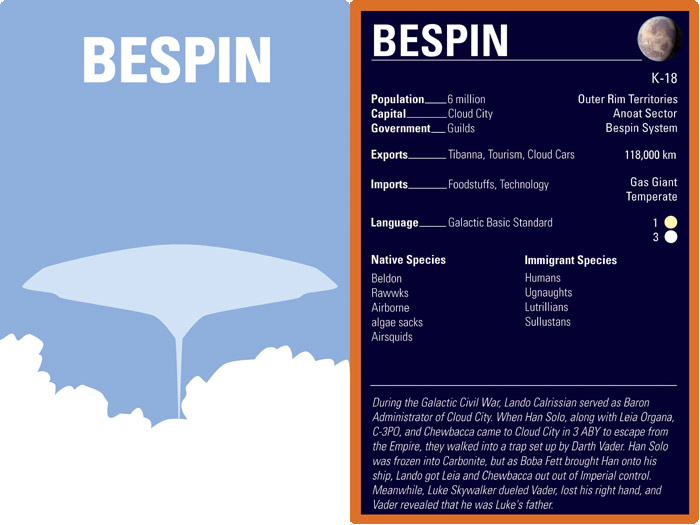 BESPIN
BESPIN
K-18
Population 6 million
Capital Cloud City
Government Guilds
Outer Rim Territories
Anoat Sector
Bespin System
Exports Tibanna, Tourism, Cloud Cars
118,000 km
Imports Foodstuffs, Technology
Gas Giant
Temperate
Language Galactic Basic Standard
1
3
Native Species
Beldon
Rawwks
Airborne
algae sacks
Airsquids
Immigrant Species
Humans
Ugnaughts
Lutrillians
Sullustans
During the Galactic Civil War, Lando Calrissian served as Baron
Administrator of Cloud City. When Han Solo, along with Leia Organa,
C-3PO, and Chewbacca came to Cloud City in 3 ABY to escape from
the Empire, they walked into a trap set up by Darth Vader. Han Solo
was frozen into Carbonite, but as Boba Fett brought Han onto his
ship, Lando got Leia and Chewbacca out out of Imperial control.
Meanwhile, Luke Skywalker dueled Vader, lost his right hand, and
Vader revealed that he was Luke's father.